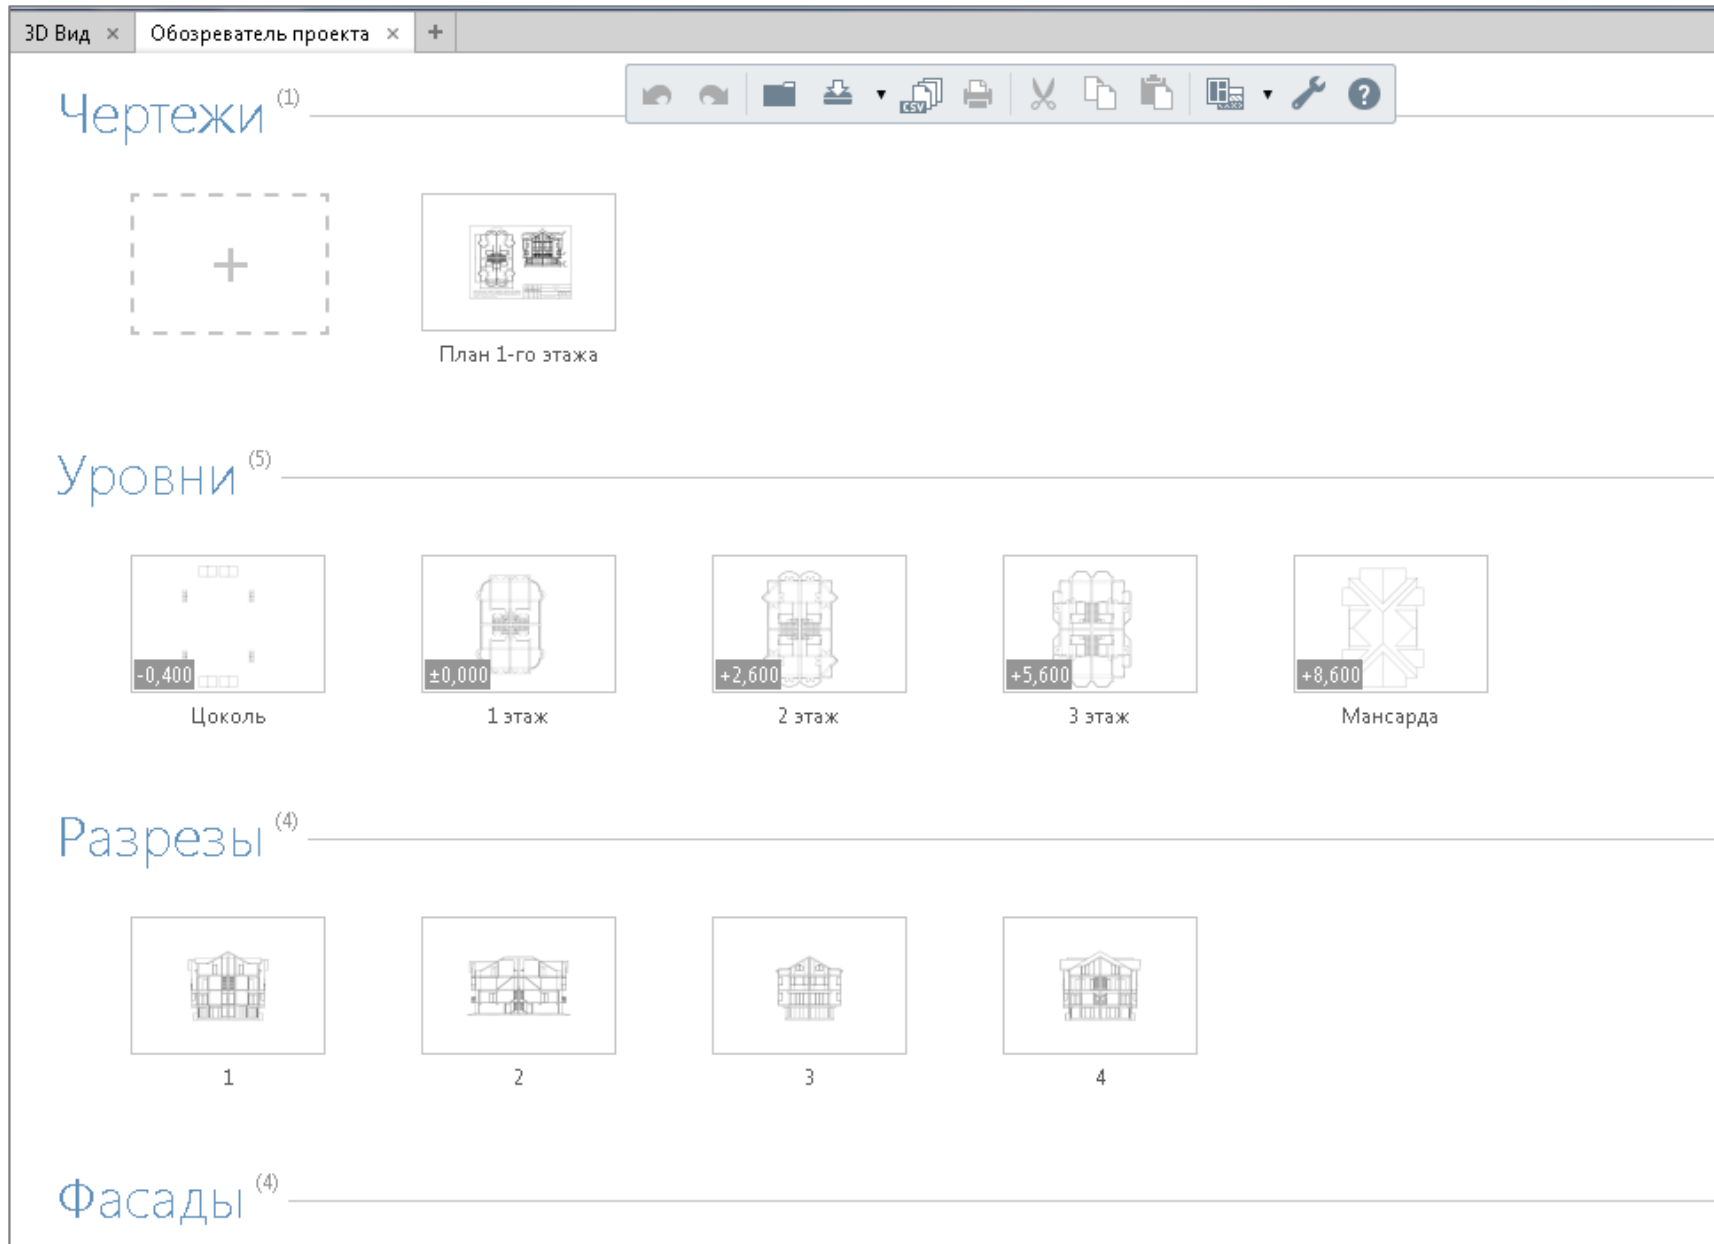 3D Вид × Обозреватель проекта × +
Чертежи (1)
CSV ?
+
План 1-го этажа
Уровни (5)
-0,400 ±0,000 +2,600 +5,600 +8,600
Цоколь 1 этаж 2 этаж 3 этаж Мансарда
Разрезы (4)
1 2 3 4
Фасады (4)